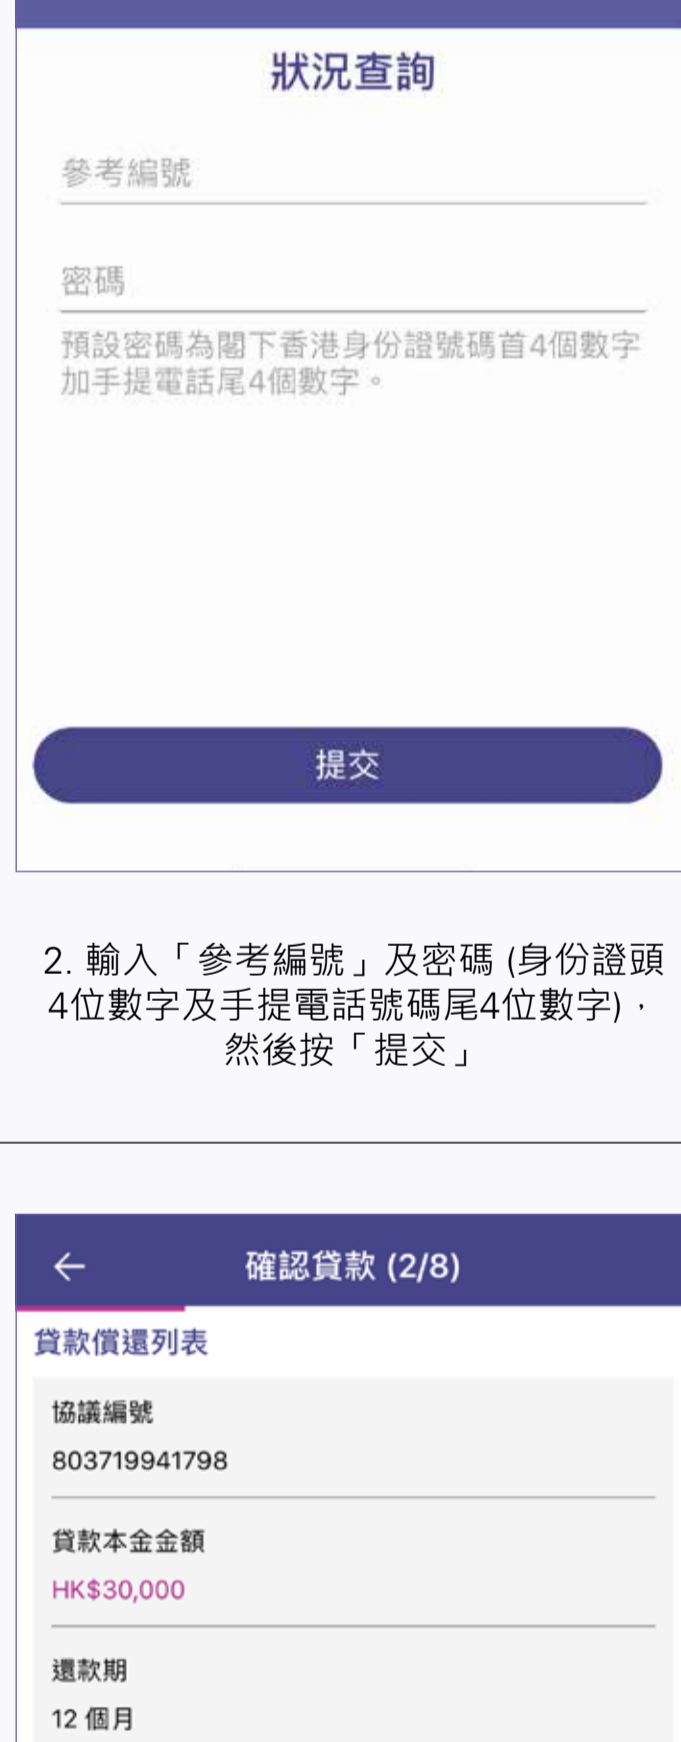 狀況查詢
參考編號
密碼
預設密碼為閣下香港身份證號碼首4個數字
加手提電話尾4個數字。
提交
2. 輸入「參考編號」及密碼 (身份證頭
4位數字及手提電話號碼尾4位數字)，
然後按「提交」
← 確認貸款 (2/8)
貸款償還列表
協議編號
803719941798
貸款本金金額
HK$30,000
還款期
12 個月